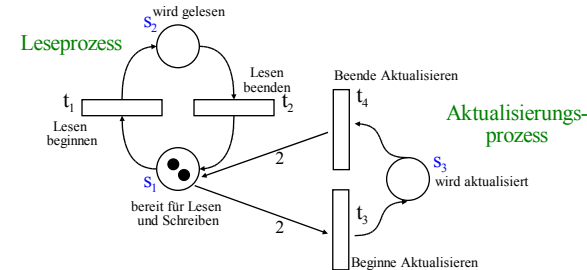 wird gelesen
s2
Leseprozess
Lesen
beenden
Beende Aktualisieren
t1
t2
t4
Aktualisierungs-
prozess
Lesen
beginnen
2
s3
s1
wird aktualisiert
bereit für Lesen
und Schreiben
t3
2
Beginne Aktualisieren